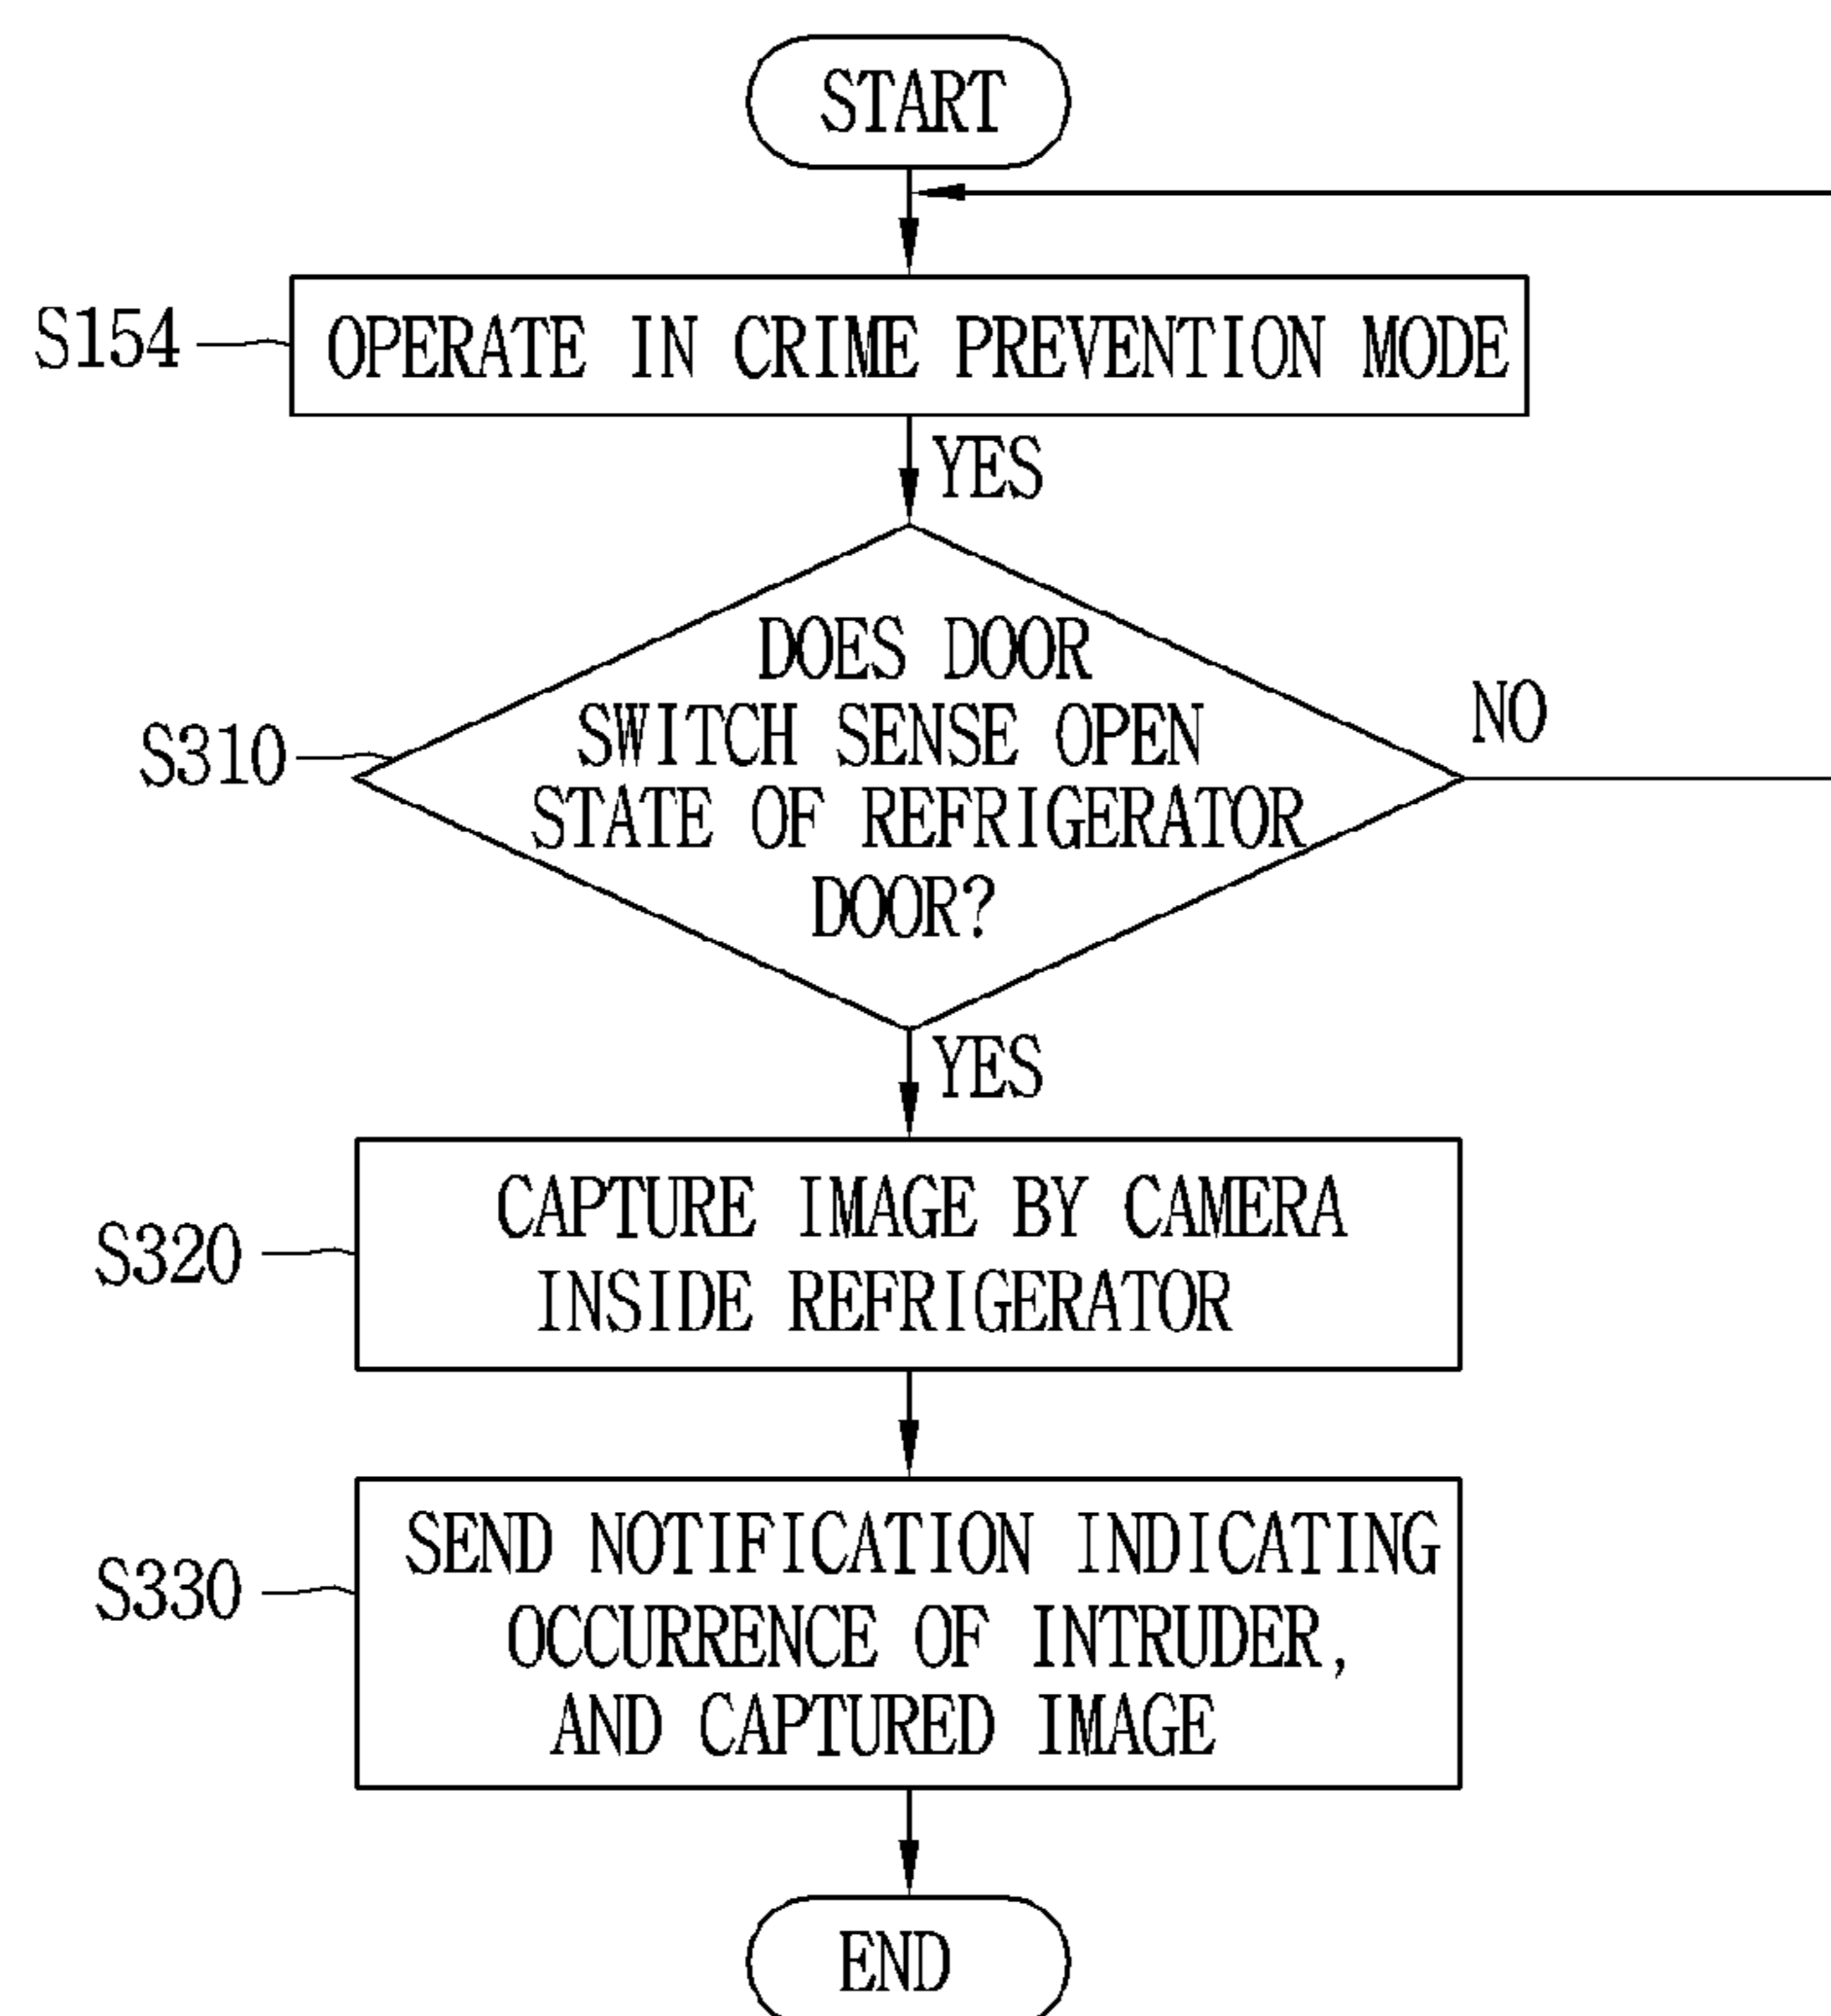 START
S154
OPERATE IN CRIME PREVENTION MODE
YES
S310
DOES DOOR
SWITCH SENSE OPEN
STATE OF REFRIGERATOR
DOOR?
NO
YES
S320
CAPTURE IMAGE BY CAMERA
INSIDE REFRIGERATOR
S330
SEND NOTIFICATION INDICATING
OCCURRENCE OF INTRUDER,
AND CAPTURED IMAGE
END